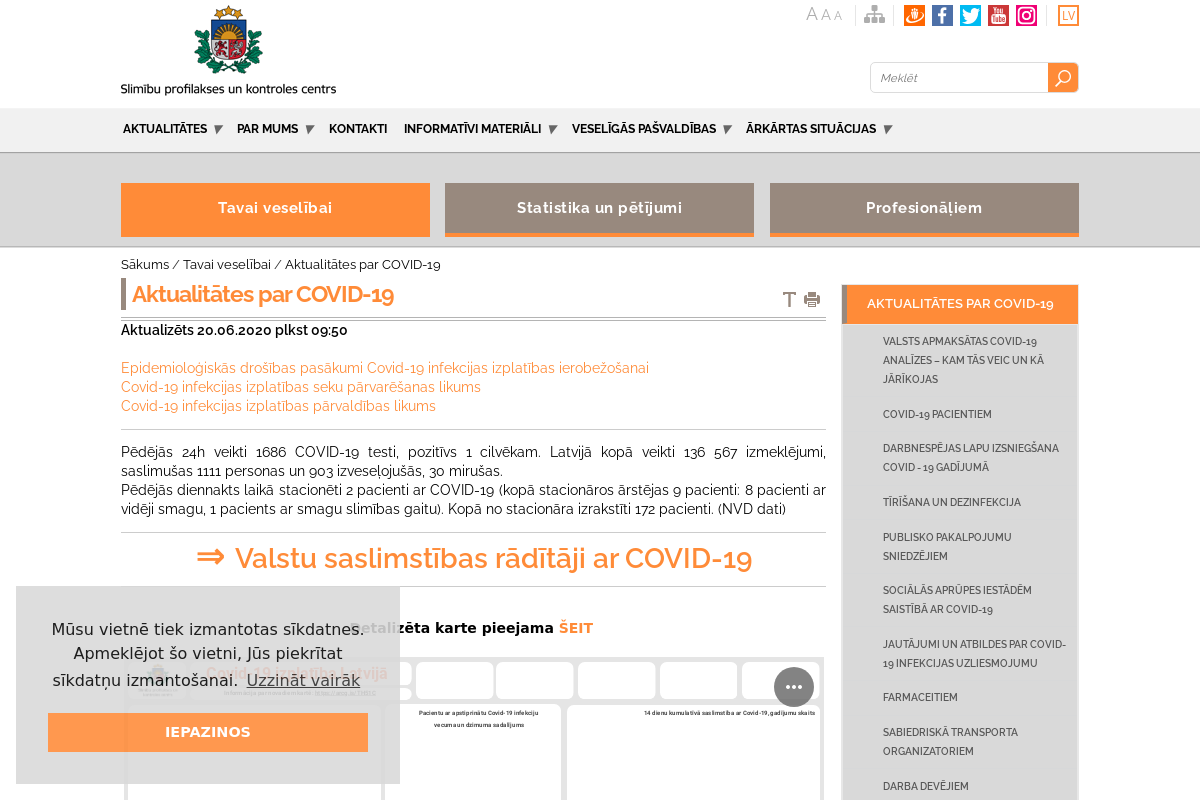 A A A
You
Tube
LV
Slimību profilakses un kontroles centrs
Meklēt
AKTUALITĀTES PAR MUMS KONTAKTI INFORMATĪVI MATERIĀLI VESELĪGĀS PAŠVALDĪBAS ĀRKĀRTAS SITUĀCIJAS
Tavai veselībai
Statistika un pētījumi
Profesionāļiem
Sākums / Tavai veselībai / Aktualitātes par COVID-19
Aktualitātes par COVID-19
Aktualizēts 20.06.2020 plkst 09:50
Epidemioloģiskās drošības pasākumi Covid-19 infekcijas izplatības ierobežošanai
Covid-19 infekcijas izplatības seku pārvarēšanas likums
Covid-19 infekcijas izplatības pārvaldības likums
Pēdējās 24h veikti 1686 COVID-19 testi, pozitīvs 1 cilvēkam. Latvijā kopā veikti 136 567 izmeklējumi,
saslimušas 1111 personas un 903 izveseļojušās, 30 mirušas.
Pēdējās diennakts laikā stacionēti 2 pacienti ar COVID-19 (kopā stacionāros ārstējas 9 pacienti: 8 pacienti ar
vidēji smagu, 1 pacients ar smagu slimības gaitu). Kopā no stacionāra izrakstīti 172 pacienti. (NVD dati)
⇒ Valstu saslimstības rādītāji ar COVID-19
Detalizēta karte pieejama ŠEIT
Covid-19 izplatība Latvijā
Pacientu ar apstiprinātu Covid-19 infekciju
vecuma un dzimuma sadalījums
14 dienu kumulatīvā saslimstība ar Covid-19, gadījumu skaits
AKTUALITĀTES PAR COVID-19
VALSTS APMAKSĀTAS COVID-19
ANALĪZES – KAM TĀS VEIC UN KĀ
JĀRĪKOJAS
COVID-19 PACIENTIEM
DARBNESPĒJAS LAPU IZSNIEGŠANA
COVID - 19 GADĪJUMĀ
TĪRĪŠANA UN DEZINFEKCIJA
PUBLISKO PAKALPOJUMU
SNIEDZĒJIEM
SOCIĀLĀS APRŪPES IESTĀDĒM
SAISTĪBĀ AR COVID-19
JAUTĀJUMI UN ATBILDES PAR COVID-
19 INFEKCIJAS UZLIESMOJUMU
FARMACEITIEM
SABIEDRISKĀ TRANSPORTA
ORGANIZATORIEM
DARBA DEVĒJIEM
Mūsu vietnē tiek izmantotas sīkdatnes.
Apmeklējot šo vietni, Jūs piekrītat
sīkdatņu izmantošanai. Uzzināt vairāk
IEPAZINOS